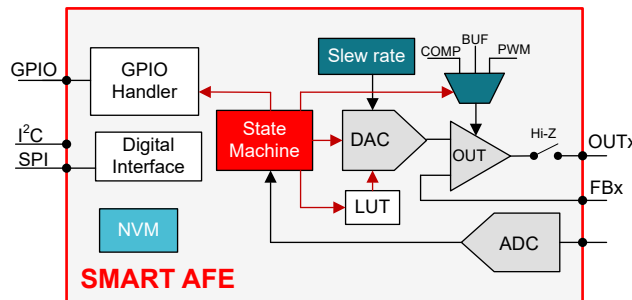 BUF
COMP
PWM
Slew rate
GPIO
GPIO
Handler
I²C
SPI
Digital
Interface
State
Machine
DAC
OUT
Hi-Z
OUTx
FBx
LUT
NVM
ADC
SMART AFE